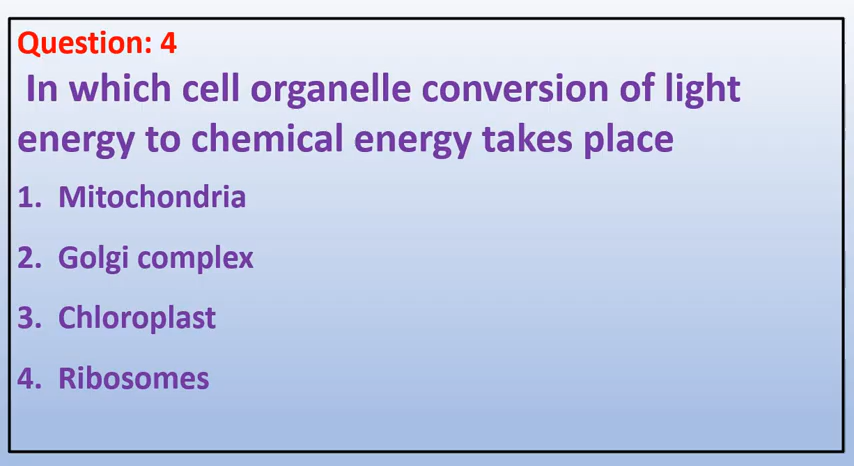 Question: 4
In which cell organelle conversion of light
energy to chemical energy takes place
1. Mitochondria
2. Golgi complex
3. Chloroplast
4. Ribosomes